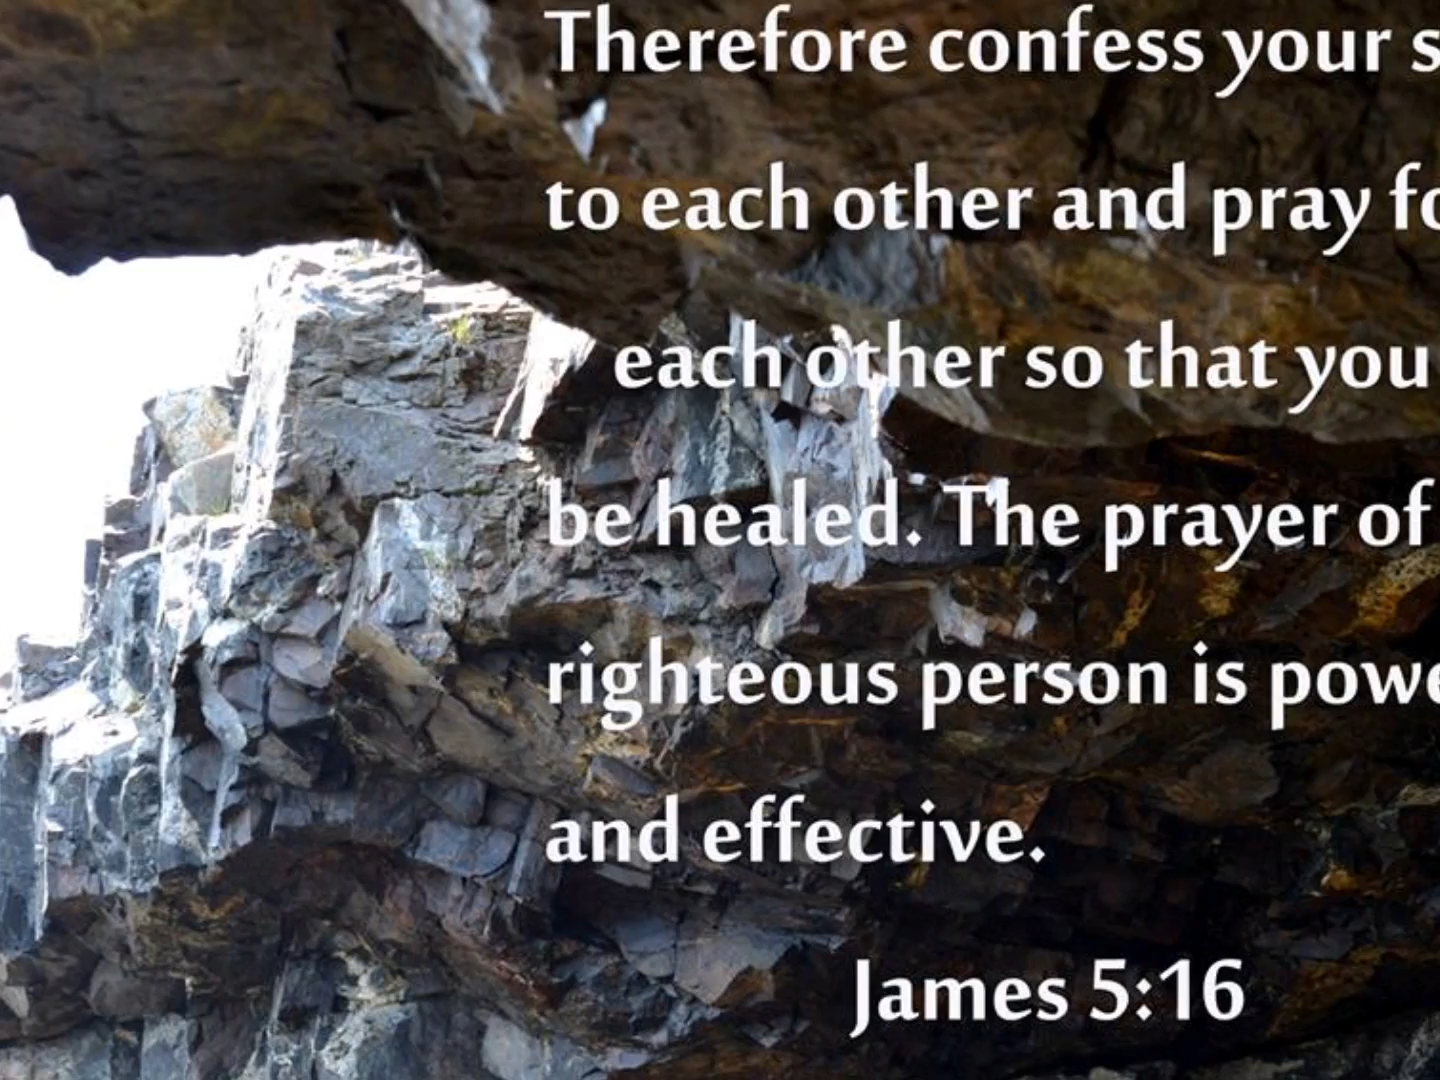 Therefore confess your s
to each other and pray fo
each other so that you
be healed. The prayer of
righteous person is powe
and effective.
James 5:16